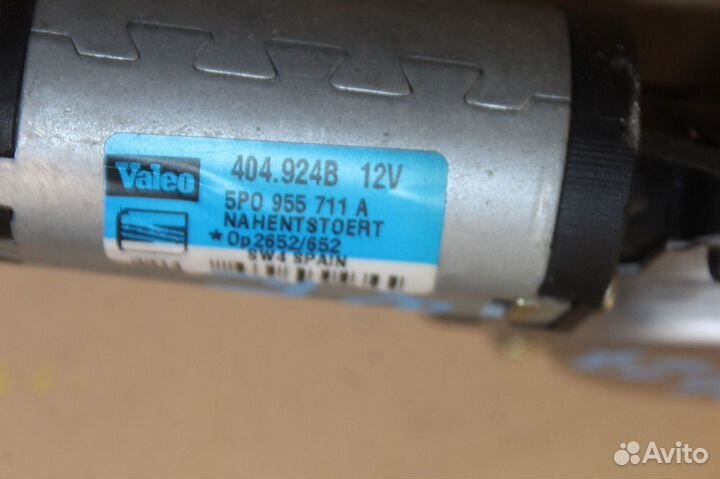 Valeo
404.924B 12V
5P0 955 711 A
NAHENTSTOERT
*Op2652/652
SW4 SPAIN
Avito